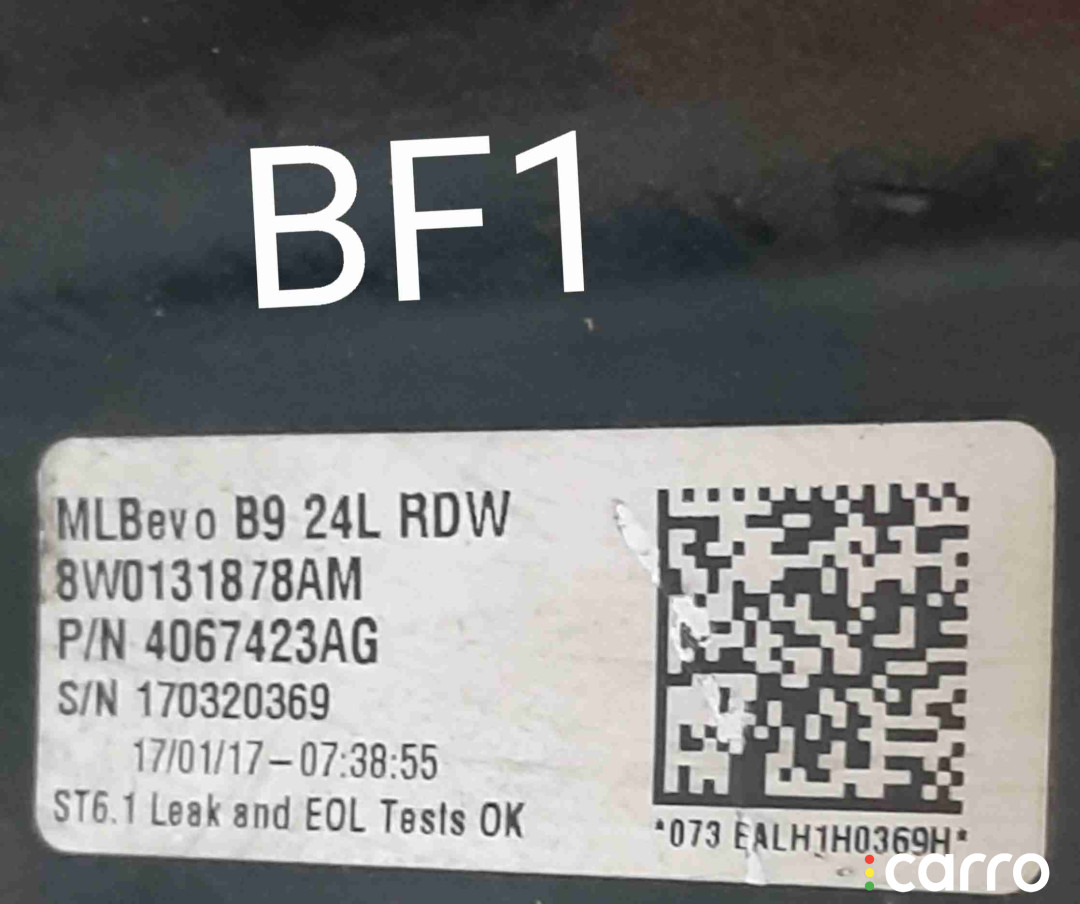 BF1
MLBevo B9 24L RDW
8W0131878AM
P/N 4067423AG
S/N 170320369
17/01/17-07:38:55
ST6.1 Leak and EOL Tests OK
*073 EALH1H0369H*
carro